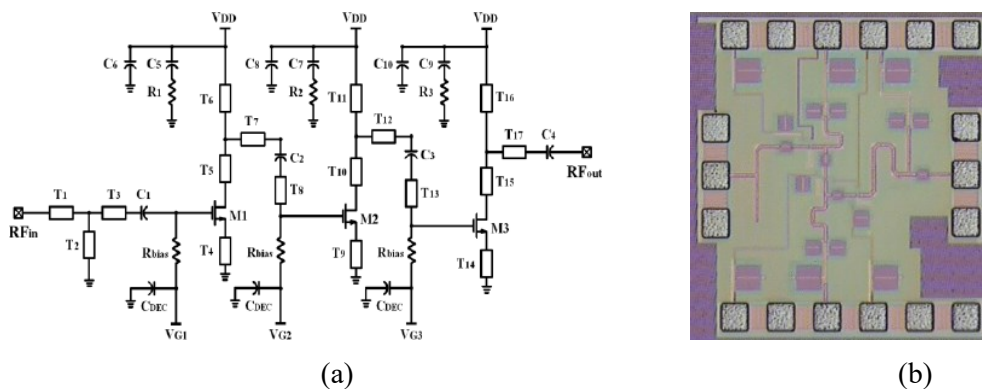 VDD VDD VDD
C6 C5 C8 C7 C10 C9
R1 R2 R3
T6 T11 T16
T7 T12 T17 C4
C2 C3
RFout
T5 T8 T10 T13 T15
T1 T3 C1 M1 M2 M3
RFin
T2 T4 T9 T14
Rbias Rbias Rbias
CDEC CDEC CDEC
VG1 VG2 VG3
(a) (b)